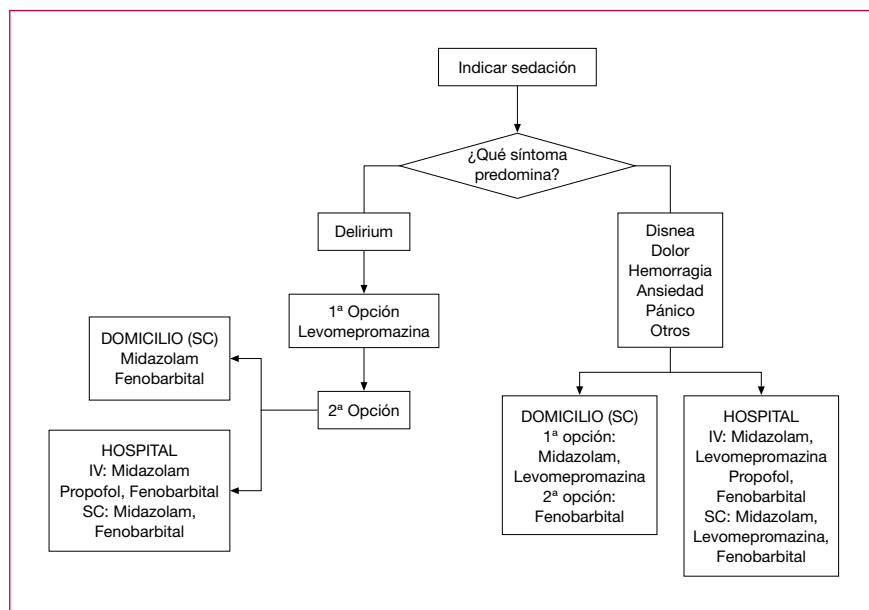 Indicar sedación
¿Qué síntoma
predomina?
Delirium
1ª Opción
Levomepromazina
2ª Opción
DOMICILIO (SC)
Midazolam
Fenobarbital
HOSPITAL
IV: Midazolam
Propofol, Fenobarbital
SC: Midazolam,
Fenobarbital
Disnea
Dolor
Hemorragia
Ansiedad
Pánico
Otros
DOMICILIO (SC)
1ª opción:
Midazolam,
Levomepromazina
2ª opción:
Fenobarbital
HOSPITAL
IV: Midazolam,
Levomepromazina
Propofol,
Fenobarbital
SC: Midazolam,
Levomepromazina,
Fenobarbital